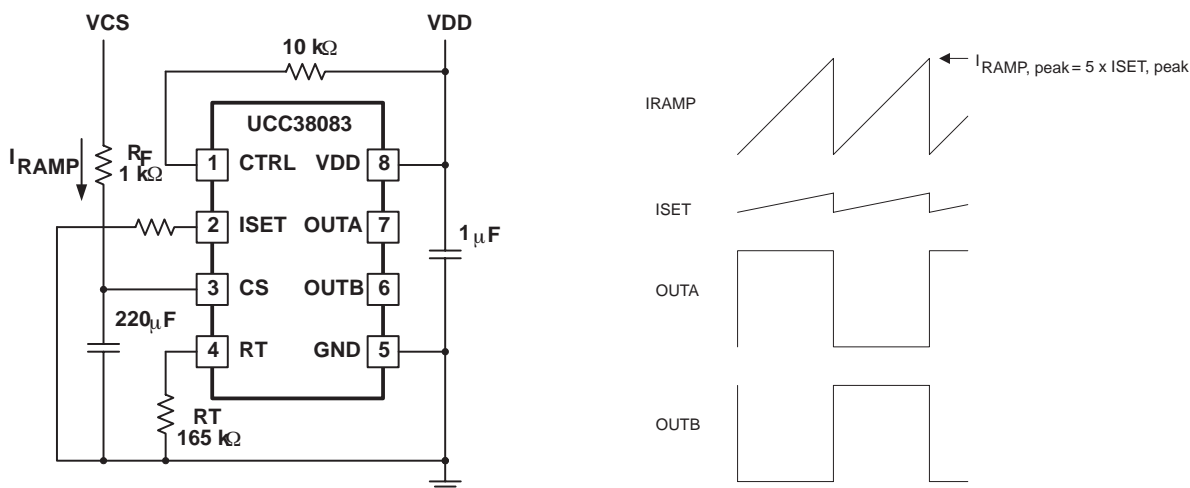 VCS
VDD
10 kΩ
UCC38083
I RAMP
RF
1 kΩ
1 CTRL VDD 8
2 ISET OUTA 7
3 CS OUTB 6
4 RT GND 5
1 μF
220μF
RT
165 kΩ
IRAMP
I RAMP, peak = 5 x ISET, peak
ISET
OUTA
OUTB